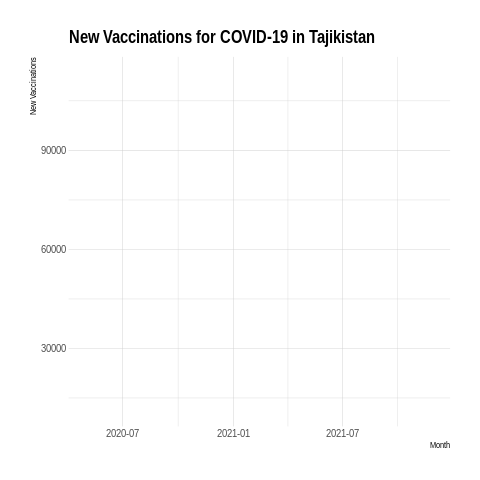 New Vaccinations for COVID-19 in Tajikistan
New Vaccinations
90000
60000
30000
2020-07 2021-01 2021-07
Month